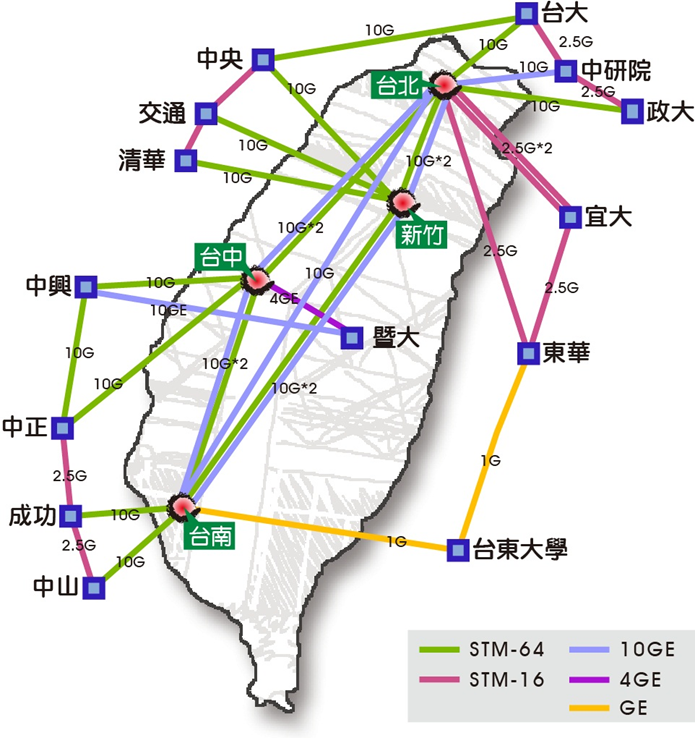 台大
10G
中央
10G
2.5G
10G
中研院
台北
10G
2.5G
10G
交通
10G
政大
10G
2.5G*2
清華
10G*2
10G
新竹
宜大
10G*2
台中
2.5G
10G
中興
10G
4GE
2.5G
10GE
暨大
10G
東華
10G*2
10G
10G*2
中正
1G
2.5G
成功
10G
台南
2.5G
1G
台東大學
10G
中山
STM-64
10GE
STM-16
4GE
GE